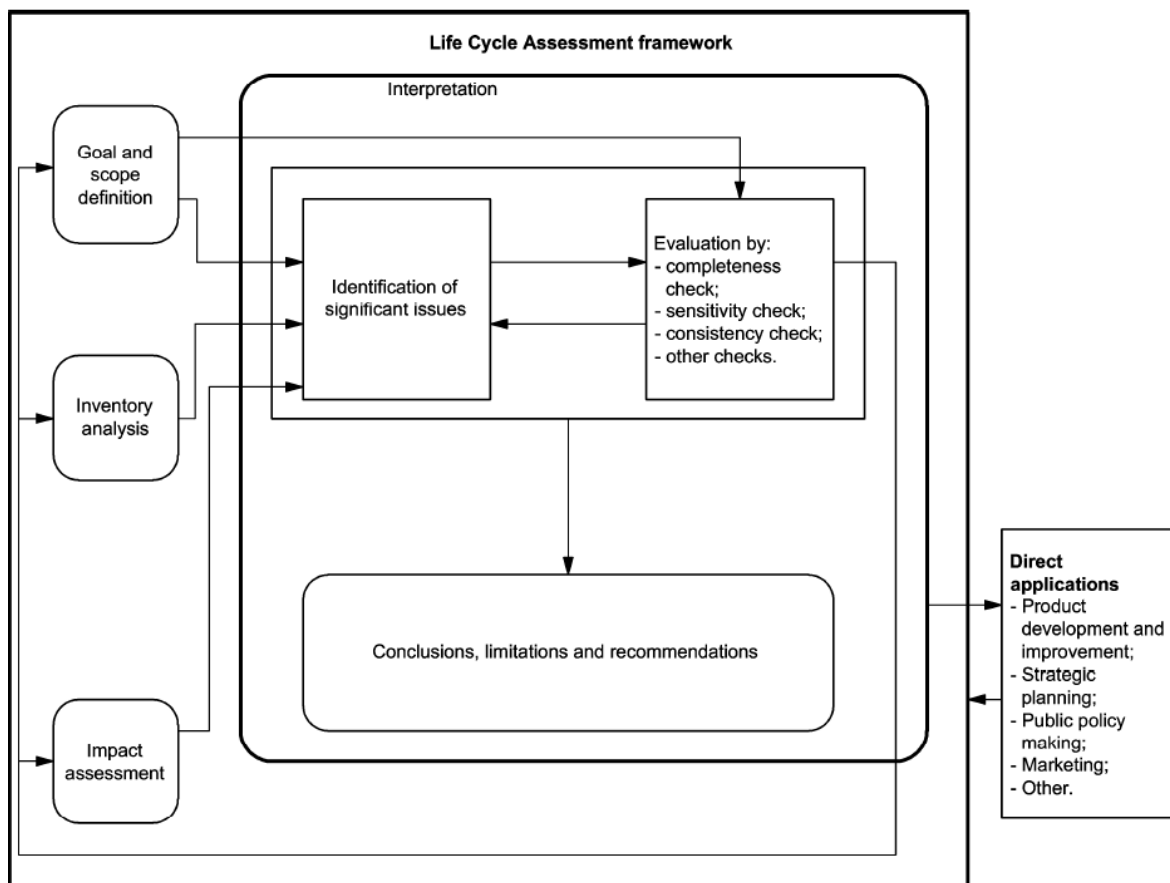 Life Cycle Assessment framework
Interpretation
Goal and
scope
definition
Identification of
significant issues
Evaluation by:
- completeness
check;
- sensitivity check;
- consistency check;
- other checks.
Inventory
analysis
Conclusions, limitations and recommendations
Impact
assessment
Direct
applications
- Product
development and
improvement;
- Strategic
planning;
- Public policy
making;
- Marketing;
- Other.